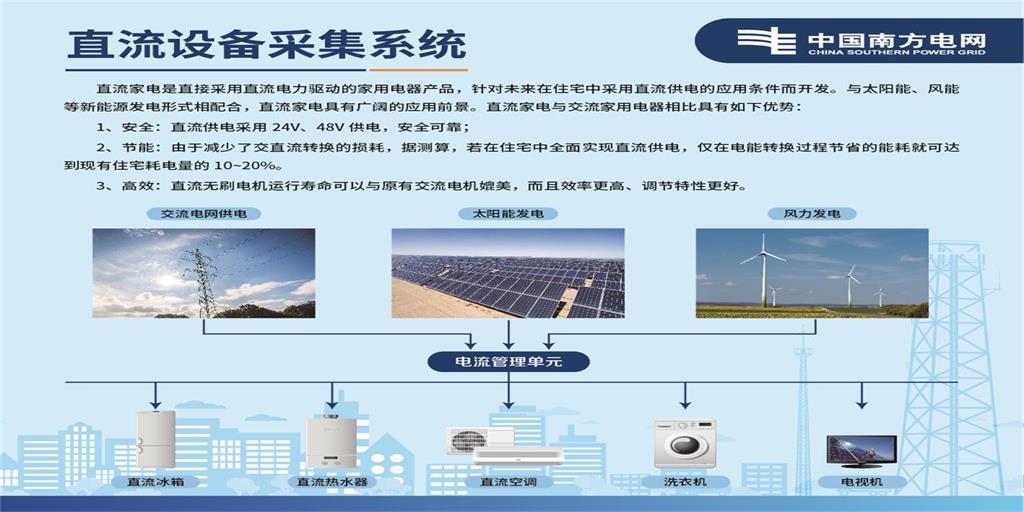 直流设备采集系统
中国南方电网
CHINA SOUTHERN POWER GRID
直流家电是直接采用直流电力驱动的家用电器产品，针对未来在住宅中采用直流供电的应用条件而开发。与太阳能、风能
等新能源发电形式相配合，直流家电具有广阔的应用前景。直流家电与交流家用电器相比具有如下优势：
1、安全：直流供电采用 24V、48V 供电，安全可靠；
2、节能：由于减少了交直流转换的损耗，据测算，若在住宅中全面实现直流供电，仅在电能转换过程节省的能耗就可达
到现有住宅耗电量的 10~20%。
3、高效：直流无刷电机运行寿命可以与原有交流电机媲美，而且效率更高、调节特性更好。
交流电网供电
太阳能发电
风力发电
电流管理单元
直流冰箱
直流热水器
直流空调
洗衣机
电视机